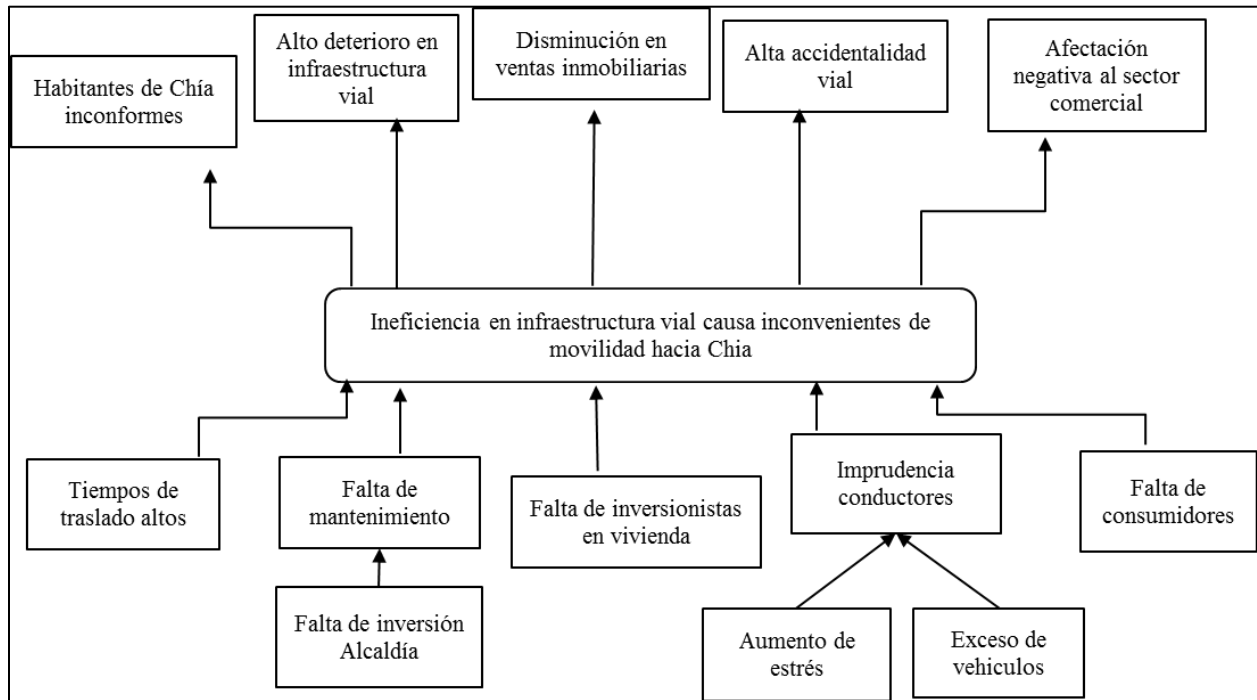 Habitantes de Chía
inconformes
Alto deterioro en
infraestructura
vial
Disminución en
ventas inmobiliarias
Alta accidentalidad
vial
Afectación
negativa al sector
comercial
Ineficiencia en infraestructura vial causa inconvenientes de
movilidad hacia Chia
Tiempos de
traslado altos
Falta de
mantenimiento
Falta de inversionistas
en vivienda
Imprudencia
conductores
Falta de
consumidores
Falta de inversión
Alcaldía
Aumento de
estrés
Exceso de
vehiculos